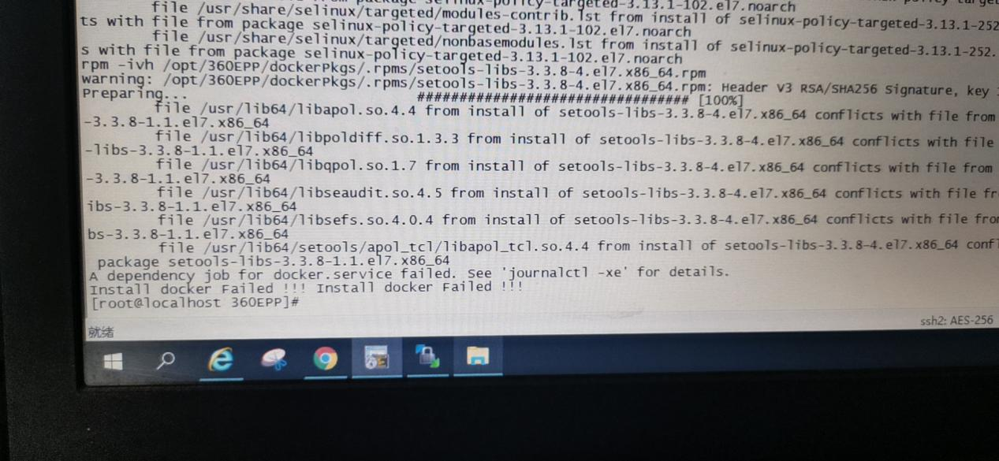 file /usr/share/selinux/targeted/modules-contrib.lst from install of selinux-policy-targeted-3.13.1-252
ts with file from package selinux-policy-targeted-3.13.1-102.el7.noarch
file /usr/share/selinux/targeted/nonbasemodules.lst from install of selinux-policy-targeted-3.13.1-252.
s with file from package selinux-policy-targeted-3.13.1-102.el7.noarch
rpm -ivh /opt/360EPP/dockerPkgs/.rpms/setools-libs-3.3.8-4.el7.x86_64.rpm
warning: /opt/360EPP/dockerPkgs/.rpms/setools-libs-3.3.8-4.el7.x86_64.rpm: Header V3 RSA/SHA256 Signature, key
Preparing... ################################ [100%]
file /usr/lib64/libapol.so.4.4 from install of setools-libs-3.3.8-4.el7.x86_64 conflicts with file from
-3.3.8-1.1.el7.x86_64
file /usr/lib64/libpoldiff.so.1.3.3 from install of setools-libs-3.3.8-4.el7.x86_64 conflicts with file
-libs-3.3.8-1.1.el7.x86_64
file /usr/lib64/libqpol.so.1.7 from install of setools-libs-3.3.8-4.el7.x86_64 conflicts with file from
-3.3.8-1.1.el7.x86_64
file /usr/lib64/libseaudit.so.4.5 from install of setools-libs-3.3.8-4.el7.x86_64 conflicts with file fr
ibs-3.3.8-1.1.el7.x86_64
file /usr/lib64/libsefs.so.4.0.4 from install of setools-libs-3.3.8-4.el7.x86_64 conflicts with file fro
bs-3.3.8-1.1.el7.x86_64
file /usr/lib64/setools/apol_tcl/libapol_tcl.so.4.4 from install of setools-libs-3.3.8-4.el7.x86_64 conf
package setools-libs-3.3.8-1.1.el7.x86_64
A dependency job for docker.service failed. See 'journalctl -xe' for details.
Install docker Failed !!! Install docker Failed !!!
[root@localhost 360EPP]#
就绪
ssh2: AES-256